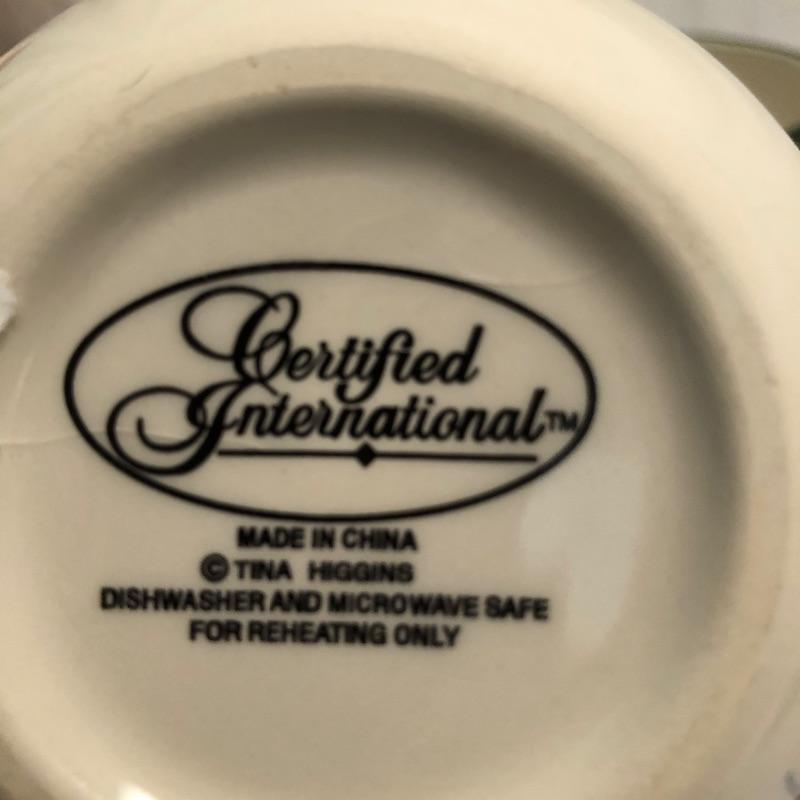 Certified
International™
MADE IN CHINA
© TINA HIGGINS
DISHWASHER AND MICROWAVE SAFE
FOR REHEATING ONLY